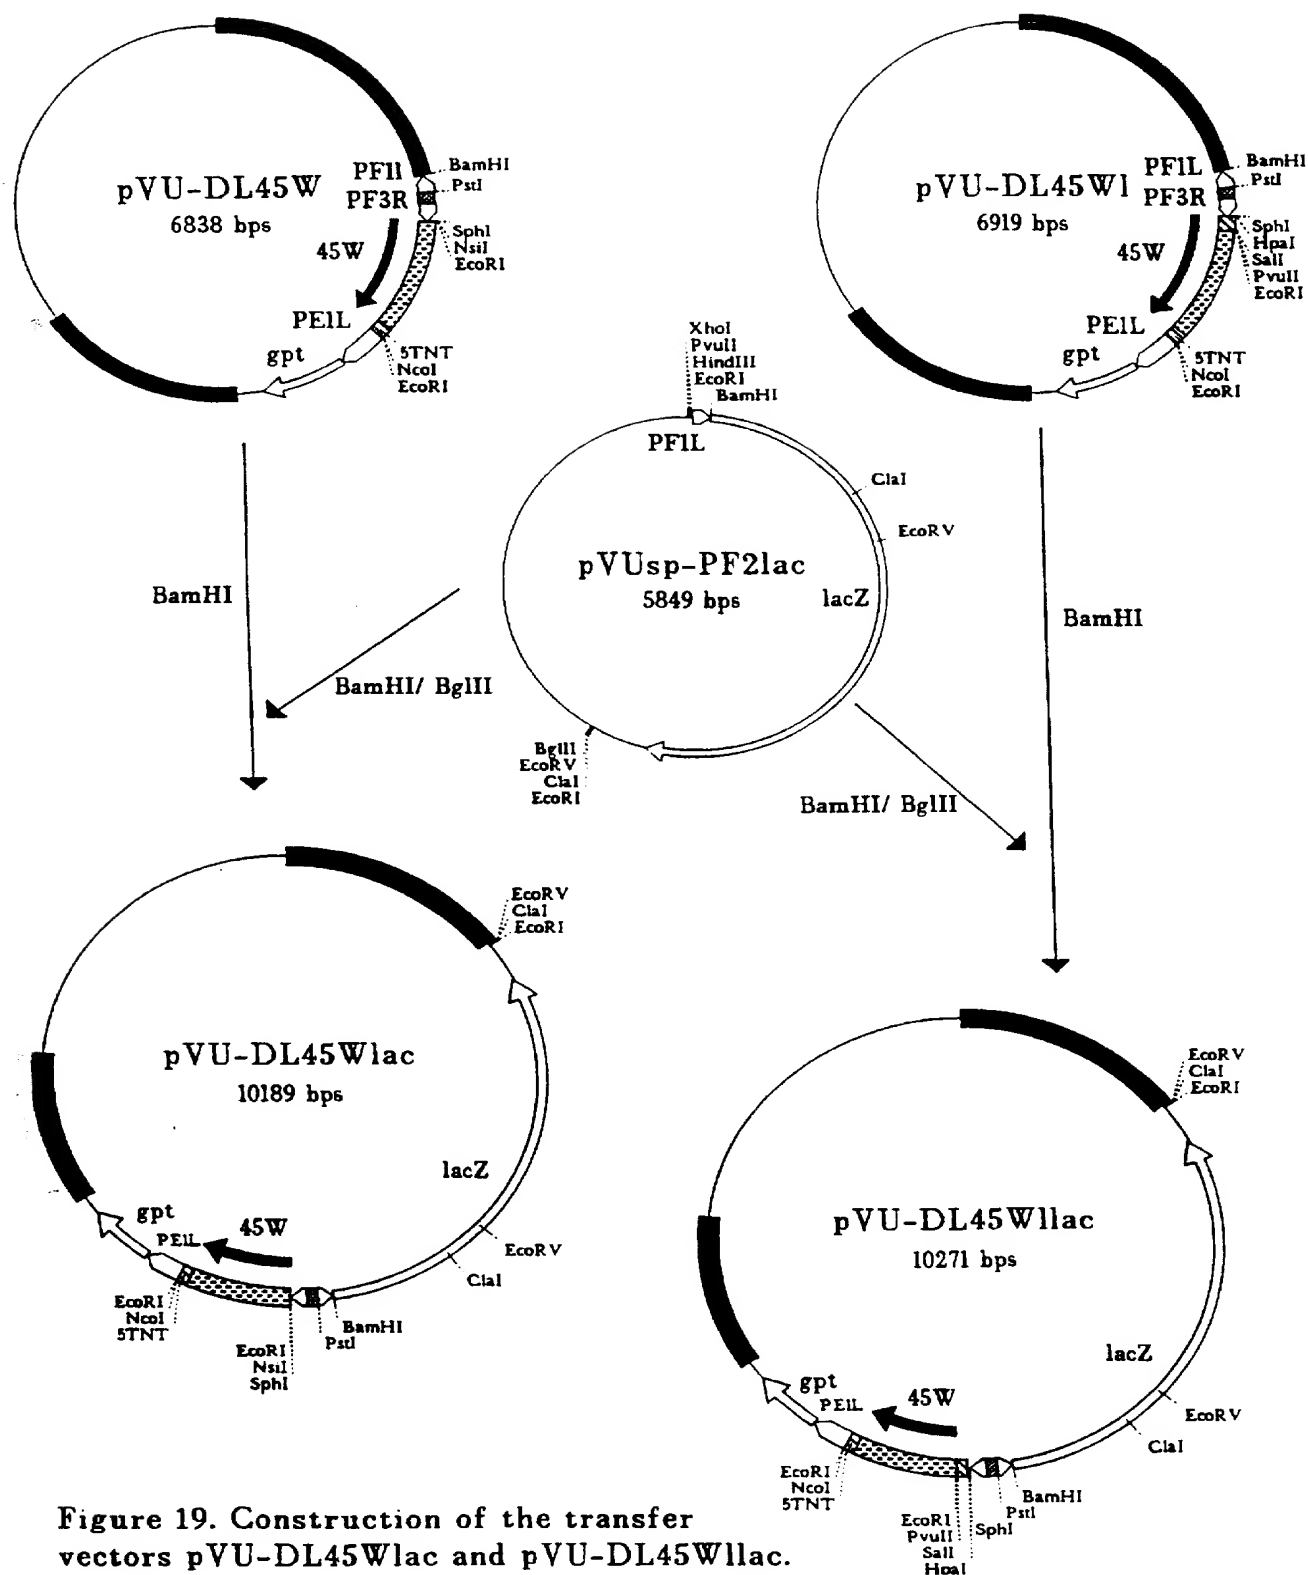 pVU-DL45W
6838 bps
PF1l
PF3R
45W
PE1L
gpt
BamHI
PstI
SphI
NsiI
EcoRI
5TNT
NcoI
EcoRI
pVU-DL45Wl
6919 bps
PF1L
PF3R
45W
PE1L
gpt
BamHI
PstI
SphI
HpaI
SalI
PvuII
EcoRI
5TNT
NcoI
EcoRI
XhoI
PvuII
HindIII
EcoRI
BamHI
PF1L
ClaI
EcoRV
pVUsp-PF2lac
5849 bps
lacZ
BglII
EcoRV
ClaI
EcoRI
BamHI
BamHI/ BglII
BamHI
BamHI/ BglII
EcoRV
ClaI
EcoRI
pVU-DL45Wlac
10189 bps
lacZ
gpt
PE1L
45W
EcoRV
ClaI
BamHI
PstI
EcoRI
NcoI
5TNT
EcoRI
NsiI
SphI
EcoRV
ClaI
EcoRI
pVU-DL45Wllac
10271 bps
lacZ
gpt
PE1L
45W
EcoRV
ClaI
BamHI
PstI
SphI
EcoRI
NcoI
5TNT
EcoRI
PvuII
SalI
HpaI
Figure 19. Construction of the transfer
vectors pVU-DL45Wlac and pVU-DL45Wllac.